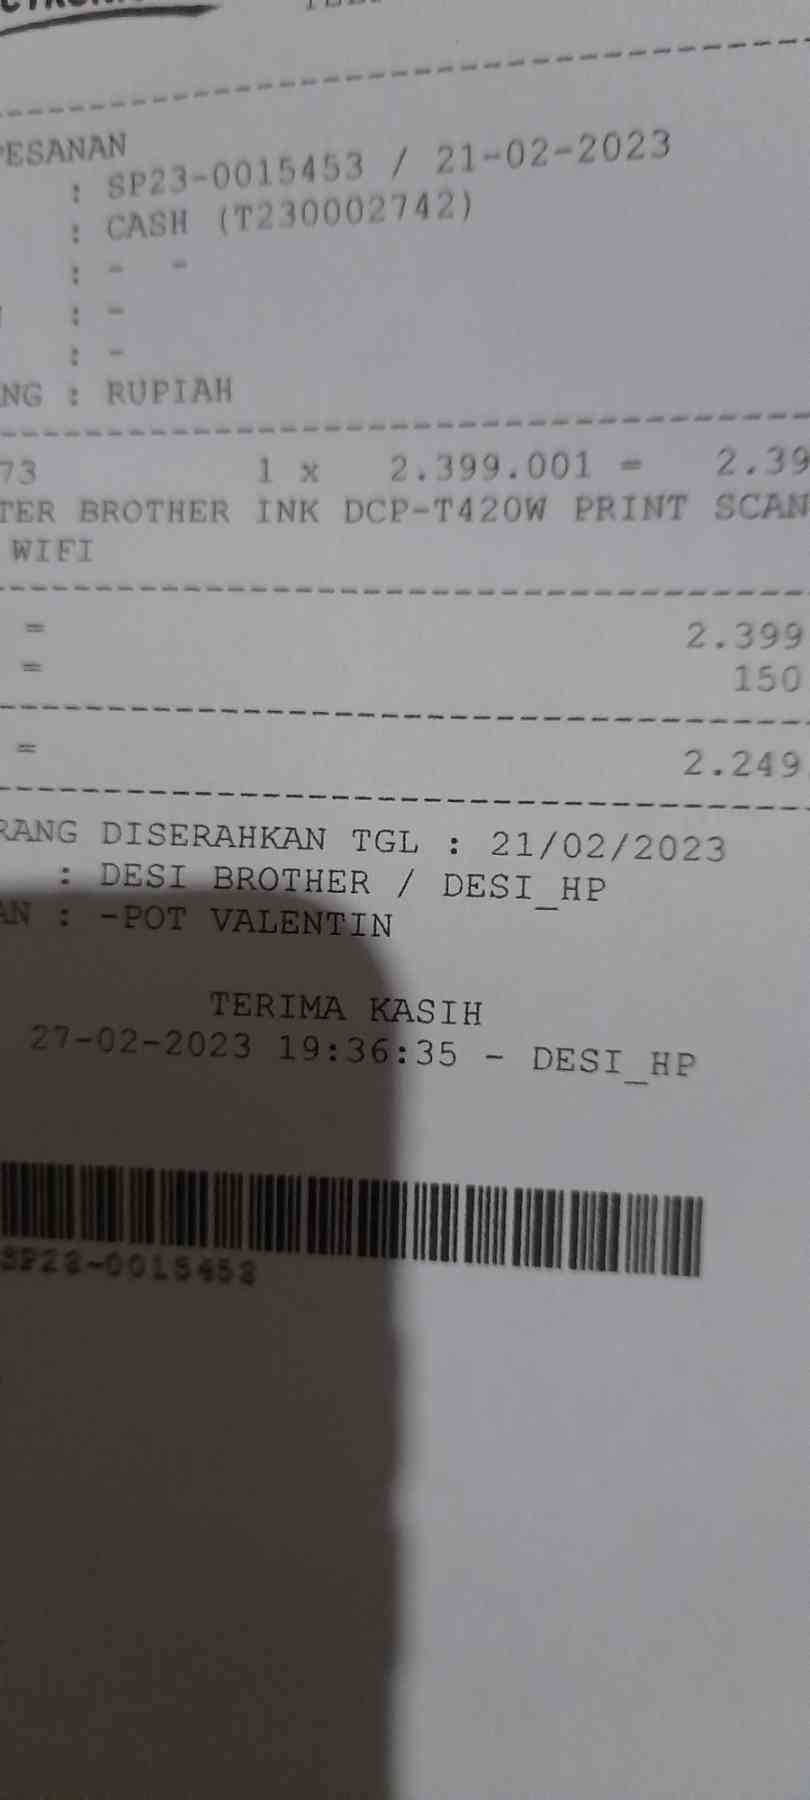 PESANAN
: SP23-0015453 / 21-02-2023
: CASH (T230002742)
: - -
: -
: -
NG : RUPIAH
73 1 x 2.399.001 = 2.39
TER BROTHER INK DCP-T420W PRINT SCAN
WIFI
= 2.399
= 150
= 2.249
RANG DISERAHKAN TGL : 21/02/2023
: DESI BROTHER / DESI_HP
AN : -POT VALENTIN
TERIMA KASIH
27-02-2023 19:36:35 - DESI_HP
SP23-0015453